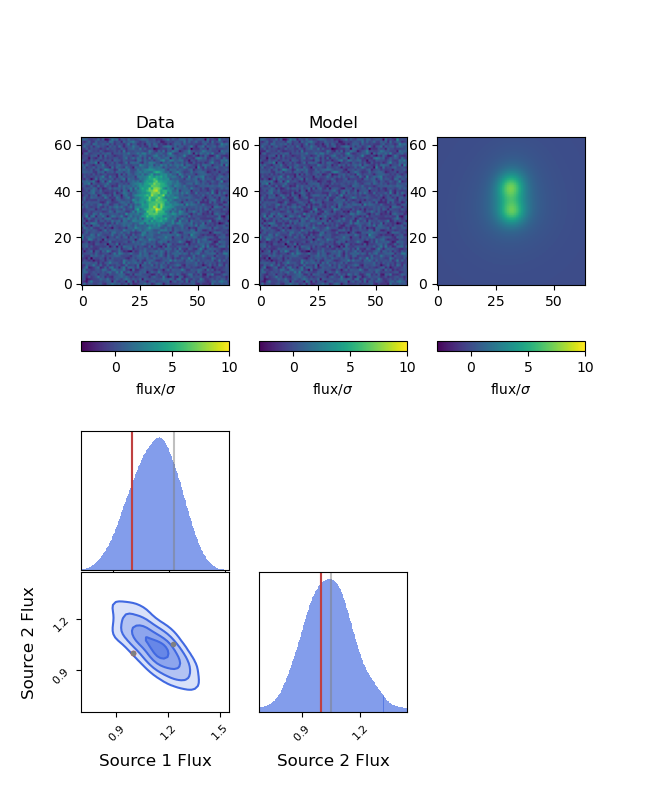 Data Model
60 60 60
40 40 40
20 20 20
0 0 0
0 25 50 0 25 50 0 25 50
0 5 10 0 5 10 0 5 10
flux/σ flux/σ flux/σ
Source 2 Flux
1.2
0.9
0.9 1.2 1.5 0.9 1.2
Source 1 Flux Source 2 Flux